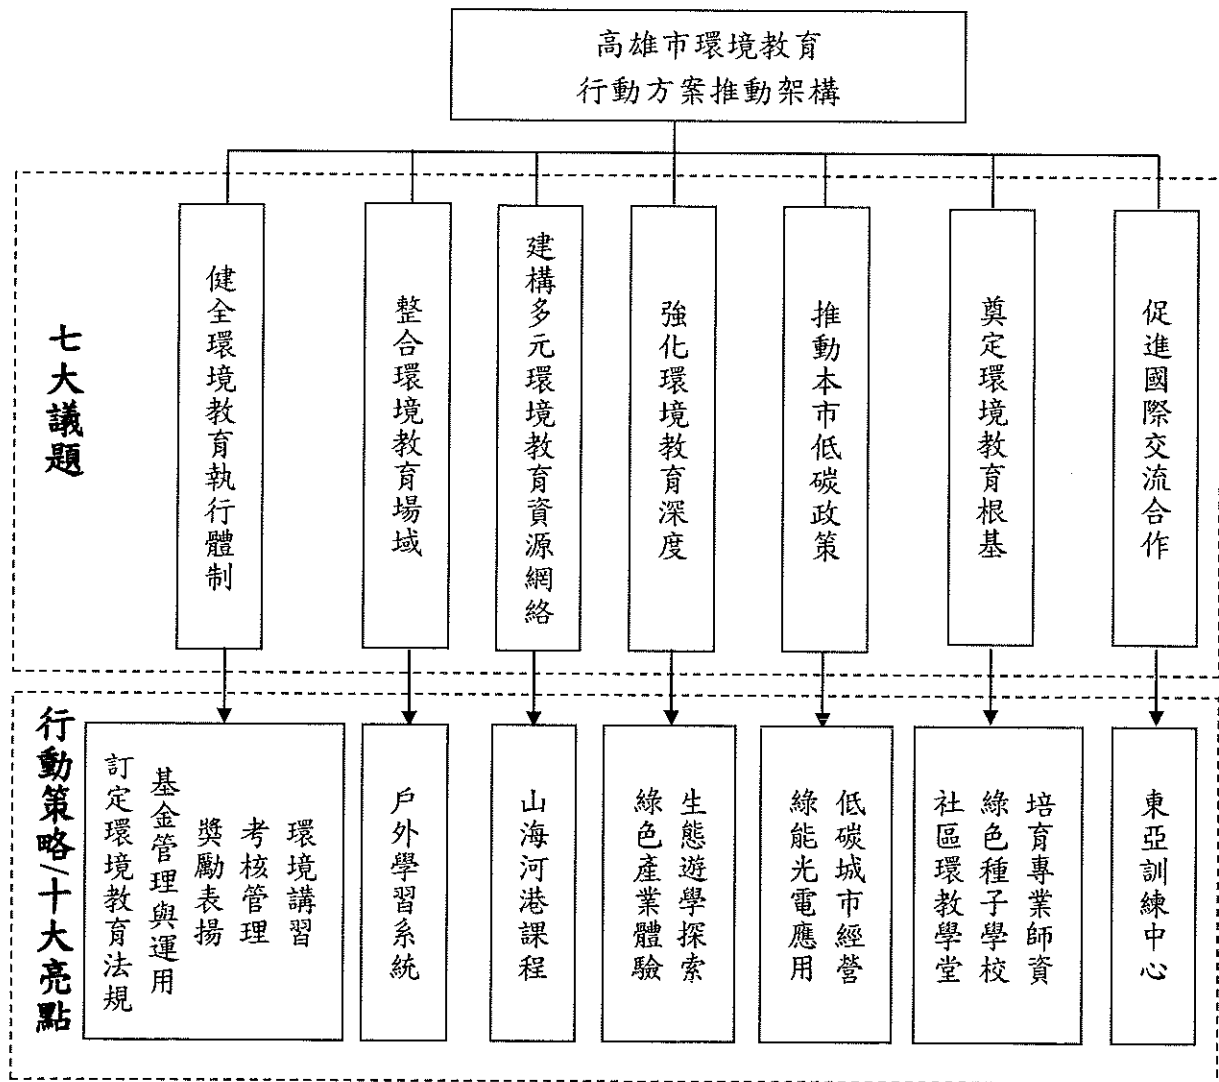 高雄市環境教育
行動方案推動架構
七大議題
健全環境教育執行體制
整合環境教育場域
建構多元環境教育資源網絡
強化環境教育深度
推動本市低碳政策
奠定環境教育根基
促進國際交流合作
行動策略/十大亮點
訂定環境教育法規
基金管理與運用
獎勵表揚
考核管理
環境講習
戶外學習系統
山海河港課程
綠色產業體驗
生態遊學探索
綠能光電應用
低碳城市經營
社區環教學堂
綠色種子學校
培育專業師資
東亞訓練中心